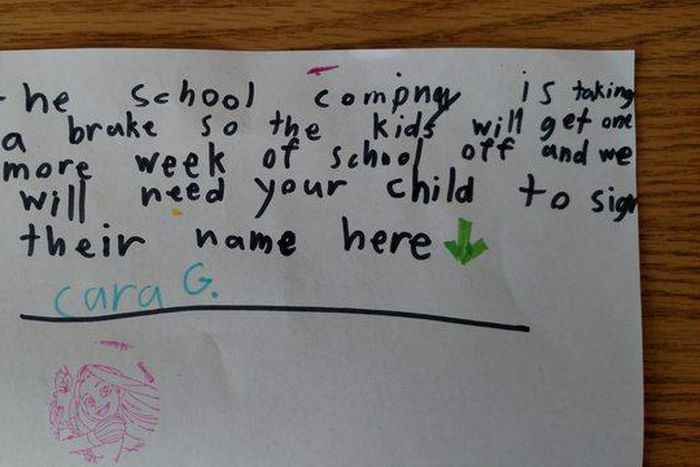 he school compny is taking
a brake so the kids will get one
more week of school off and we
will need your child to sign
their name here
cara G.